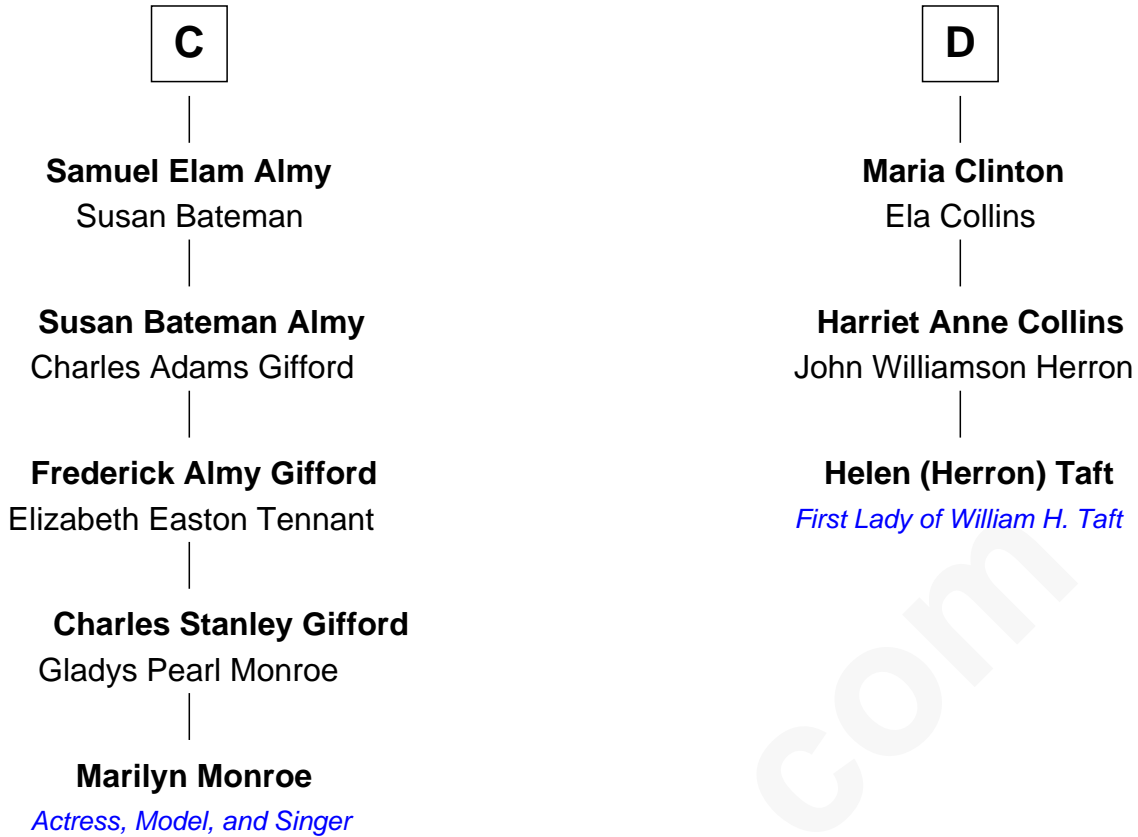 C
Samuel Elam Almy
Susan Bateman
Susan Bateman Almy
Charles Adams Gifford
Frederick Almy Gifford
Elizabeth Easton Tennant
Charles Stanley Gifford
Gladys Pearl Monroe
Marilyn Monroe
Actress, Model, and Singer
D
Maria Clinton
Ela Collins
Harriet Anne Collins
John Williamson Herron
Helen (Herron) Taft
First Lady of William H. Taft
com